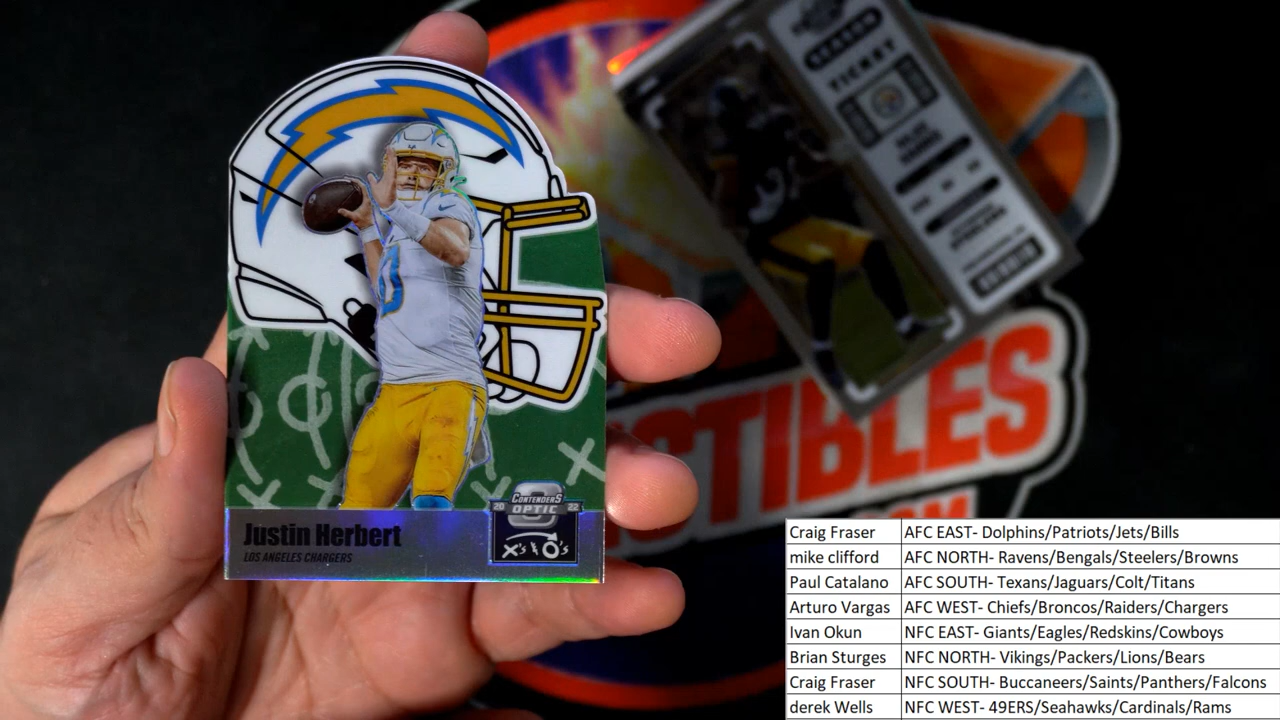 SEASON
TICKET
CTIBLES
Justin Herbert
LOS ANGELES CHARGERS
20 CONTENDERS 22
OPTIC
X's & O's
Craig Fraser AFC EAST- Dolphins/Patriots/Jets/Bills
mike clifford AFC NORTH- Ravens/Bengals/Steelers/Browns
Paul Catalano AFC SOUTH- Texans/Jaguars/Colt/Titans
Arturo Vargas AFC WEST- Chiefs/Broncos/Raiders/Chargers
Ivan Okun NFC EAST- Giants/Eagles/Redskins/Cowboys
Brian Sturges NFC NORTH- Vikings/Packers/Lions/Bears
Craig Fraser NFC SOUTH- Buccaneers/Saints/Panthers/Falcons
derek Wells NFC WEST- 49ERS/Seahawks/Cardinals/Rams